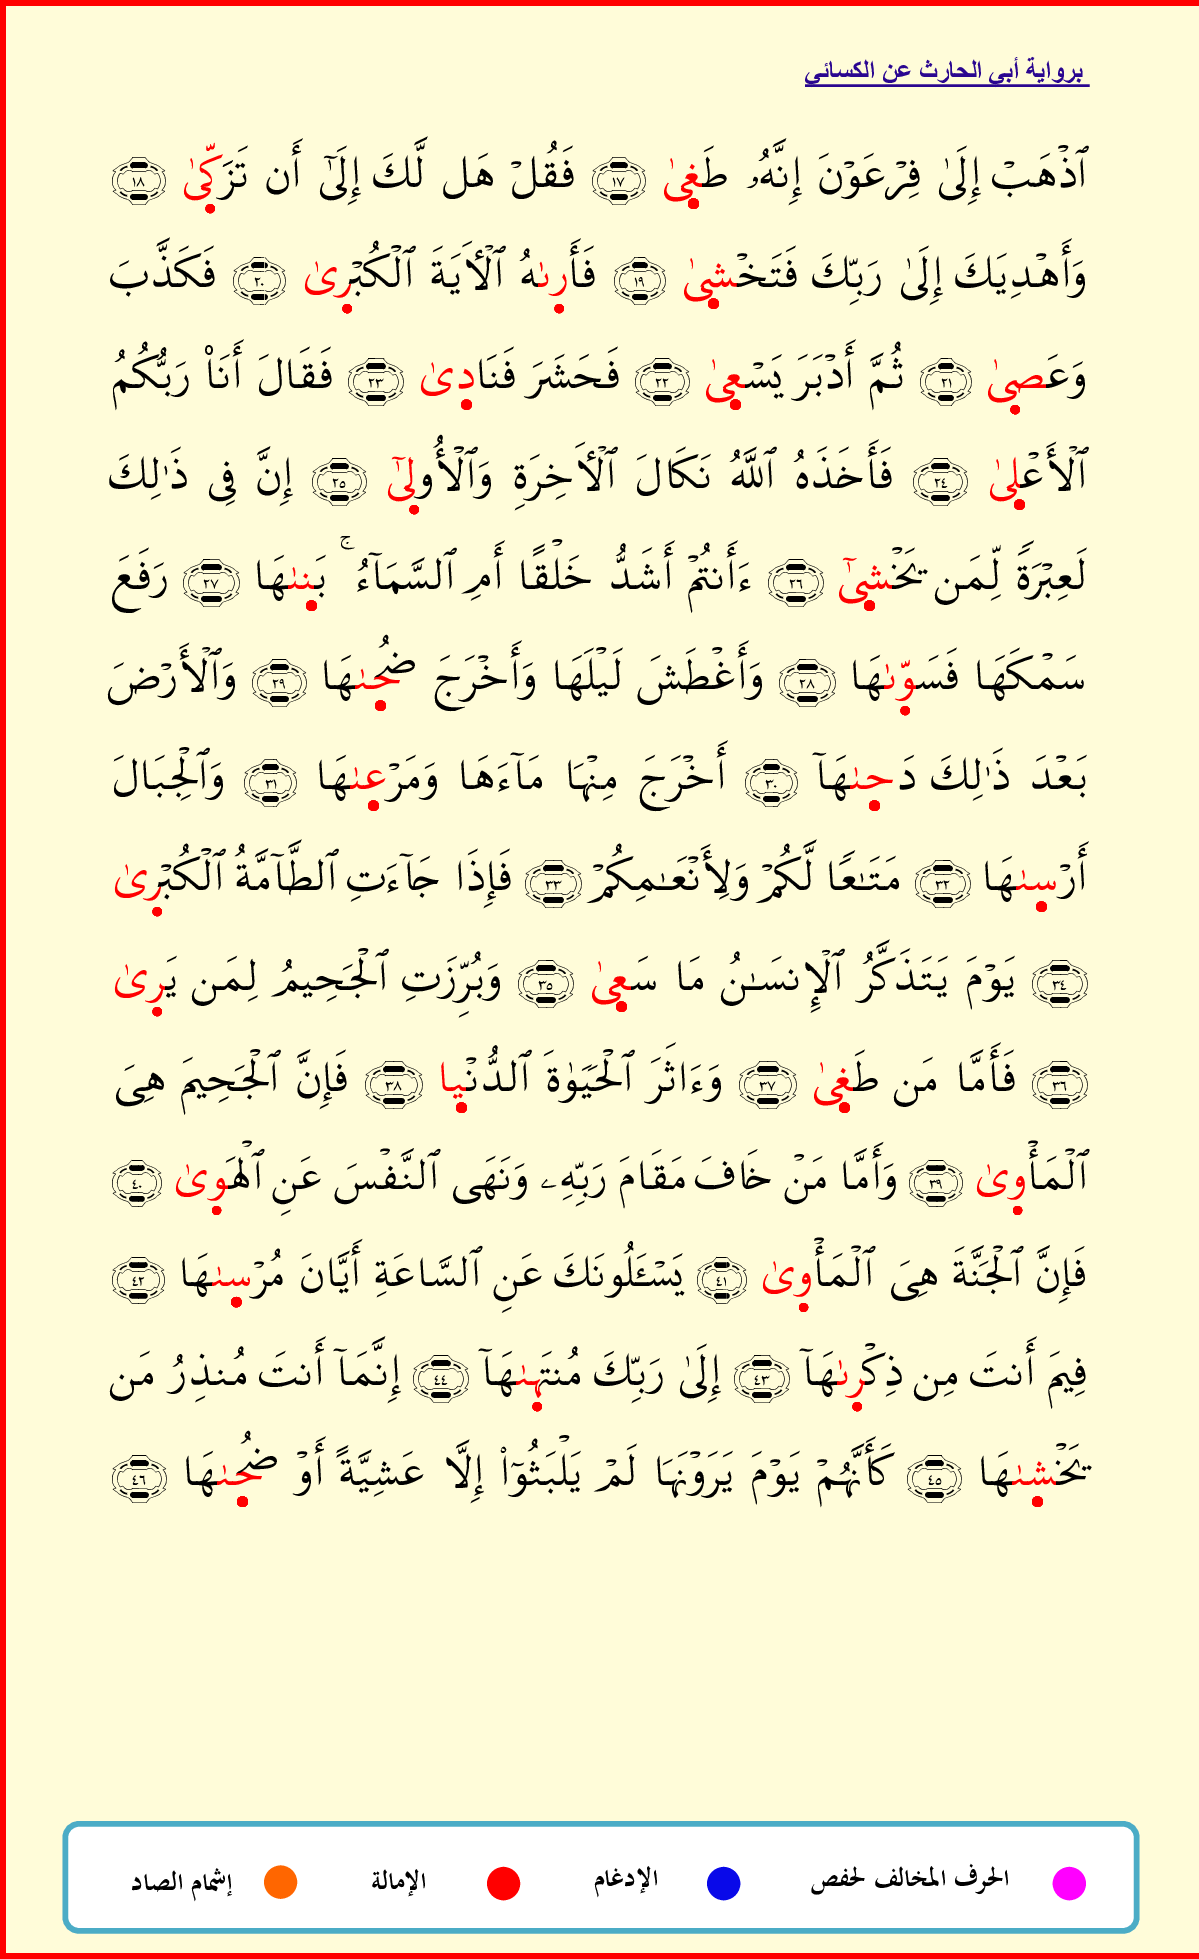 برواية أبي الحارث عن الكسائي
ٱذۡهَبۡ إِلَىٰ فِرۡعَوۡنَ إِنَّهُۥ طَغِىٰ ١٧ فَقُلۡ هَل لَّكَ إِلَىٰٓ أَن تَزَكِّىٰ ١٨
وَأَهۡدِيَكَ إِلَىٰ رَبِّكَ فَتَخۡشِىٰ ١٩ فَأَرِىٰهُ ٱلۡأٓيَةَ ٱلۡكُبۡرِىٰ ٢٠ فَكَذَّبَ
وَعَصِىٰ ٢١ ثُمَّ أَدۡبَرَ يَسۡعِىٰ ٢٢ فَحَشَرَ فَنَادِىٰ ٢٣ فَقَالَ أَنَا۠ رَبُّكُمُ
ٱلۡأَعۡلِىٰ ٢٤ فَأَخَذَهُ ٱللَّهُ نَكَالَ ٱلۡأٓخِرَةِ وَٱلۡأُولِىٰٓ ٢٥ إِنَّ فِي ذَٰلِكَ
لَعِبۡرَةٗ لِّمَن يَخۡشِىٰٓ ٢٦ ءَأَنتُمۡ أَشَدُّ خَلۡقًا أَمِ ٱلسَّمَآءُۚ بَنِىٰهَا ٢٧ رَفَعَ
سَمۡكَهَا فَسَوِّىٰهَا ٢٨ وَأَغۡطَشَ لَيۡلَهَا وَأَخۡرَجَ ضُحِىٰهَا ٢٩ وَٱلۡأَرۡضَ
بَعۡدَ ذَٰلِكَ دَحِىٰهَآ ٣٠ أَخۡرَجَ مِنۡهَا مَآءَهَا وَمَرۡعِىٰهَا ٣١ وَٱلۡجِبَالَ
أَرۡسِىٰهَا ٣٢ مَتَٰعٗا لَّكُمۡ وَلِأَنۡعَٰمِكُمۡ ٣٣ فَإِذَا جَآءَتِ ٱلطَّآمَّةُ ٱلۡكُبۡرِىٰ
٣٤ يَوۡمَ يَتَذَكَّرُ ٱلۡإِنسَٰنُ مَا سَعِىٰ ٣٥ وَبُرِّزَتِ ٱلۡجَحِيمُ لِمَن يَرِىٰ
٣٦ فَأَمَّا مَن طَغِىٰ ٣٧ وَءَاثَرَ ٱلۡحَيَوٰةَ ٱلدُّنۡيا ٣٨ فَإِنَّ ٱلۡجَحِيمَ هِيَ
ٱلۡمَأۡوِىٰ ٣٩ وَأَمَّا مَنۡ خَافَ مَقَامَ رَبِّهِۦ وَنَهَى ٱلنَّفۡسَ عَنِ ٱلۡهَوِىٰ ٤٠
فَإِنَّ ٱلۡجَنَّةَ هِيَ ٱلۡمَأۡوِىٰ ٤١ يَسۡـَٔلُونَكَ عَنِ ٱلسَّاعَةِ أَيَّانَ مُرۡسِىٰهَا ٤٢
فِيمَ أَنتَ مِن ذِكۡرِىٰهَآ ٤٣ إِلَىٰ رَبِّكَ مُنتَهِىٰهَآ ٤٤ إِنَّمَآ أَنتَ مُنذِرُ مَن
يَخۡشِىٰهَا ٤٥ كَأَنَّهُمۡ يَوۡمَ يَرَوۡنَهَا لَمۡ يَلۡبَثُوٓاْ إِلَّا عَشِيَّةً أَوۡ ضُحِىٰهَا ٤٦
الحرف المخالف لحفص الإدغام الإمالة إشمام الصاد